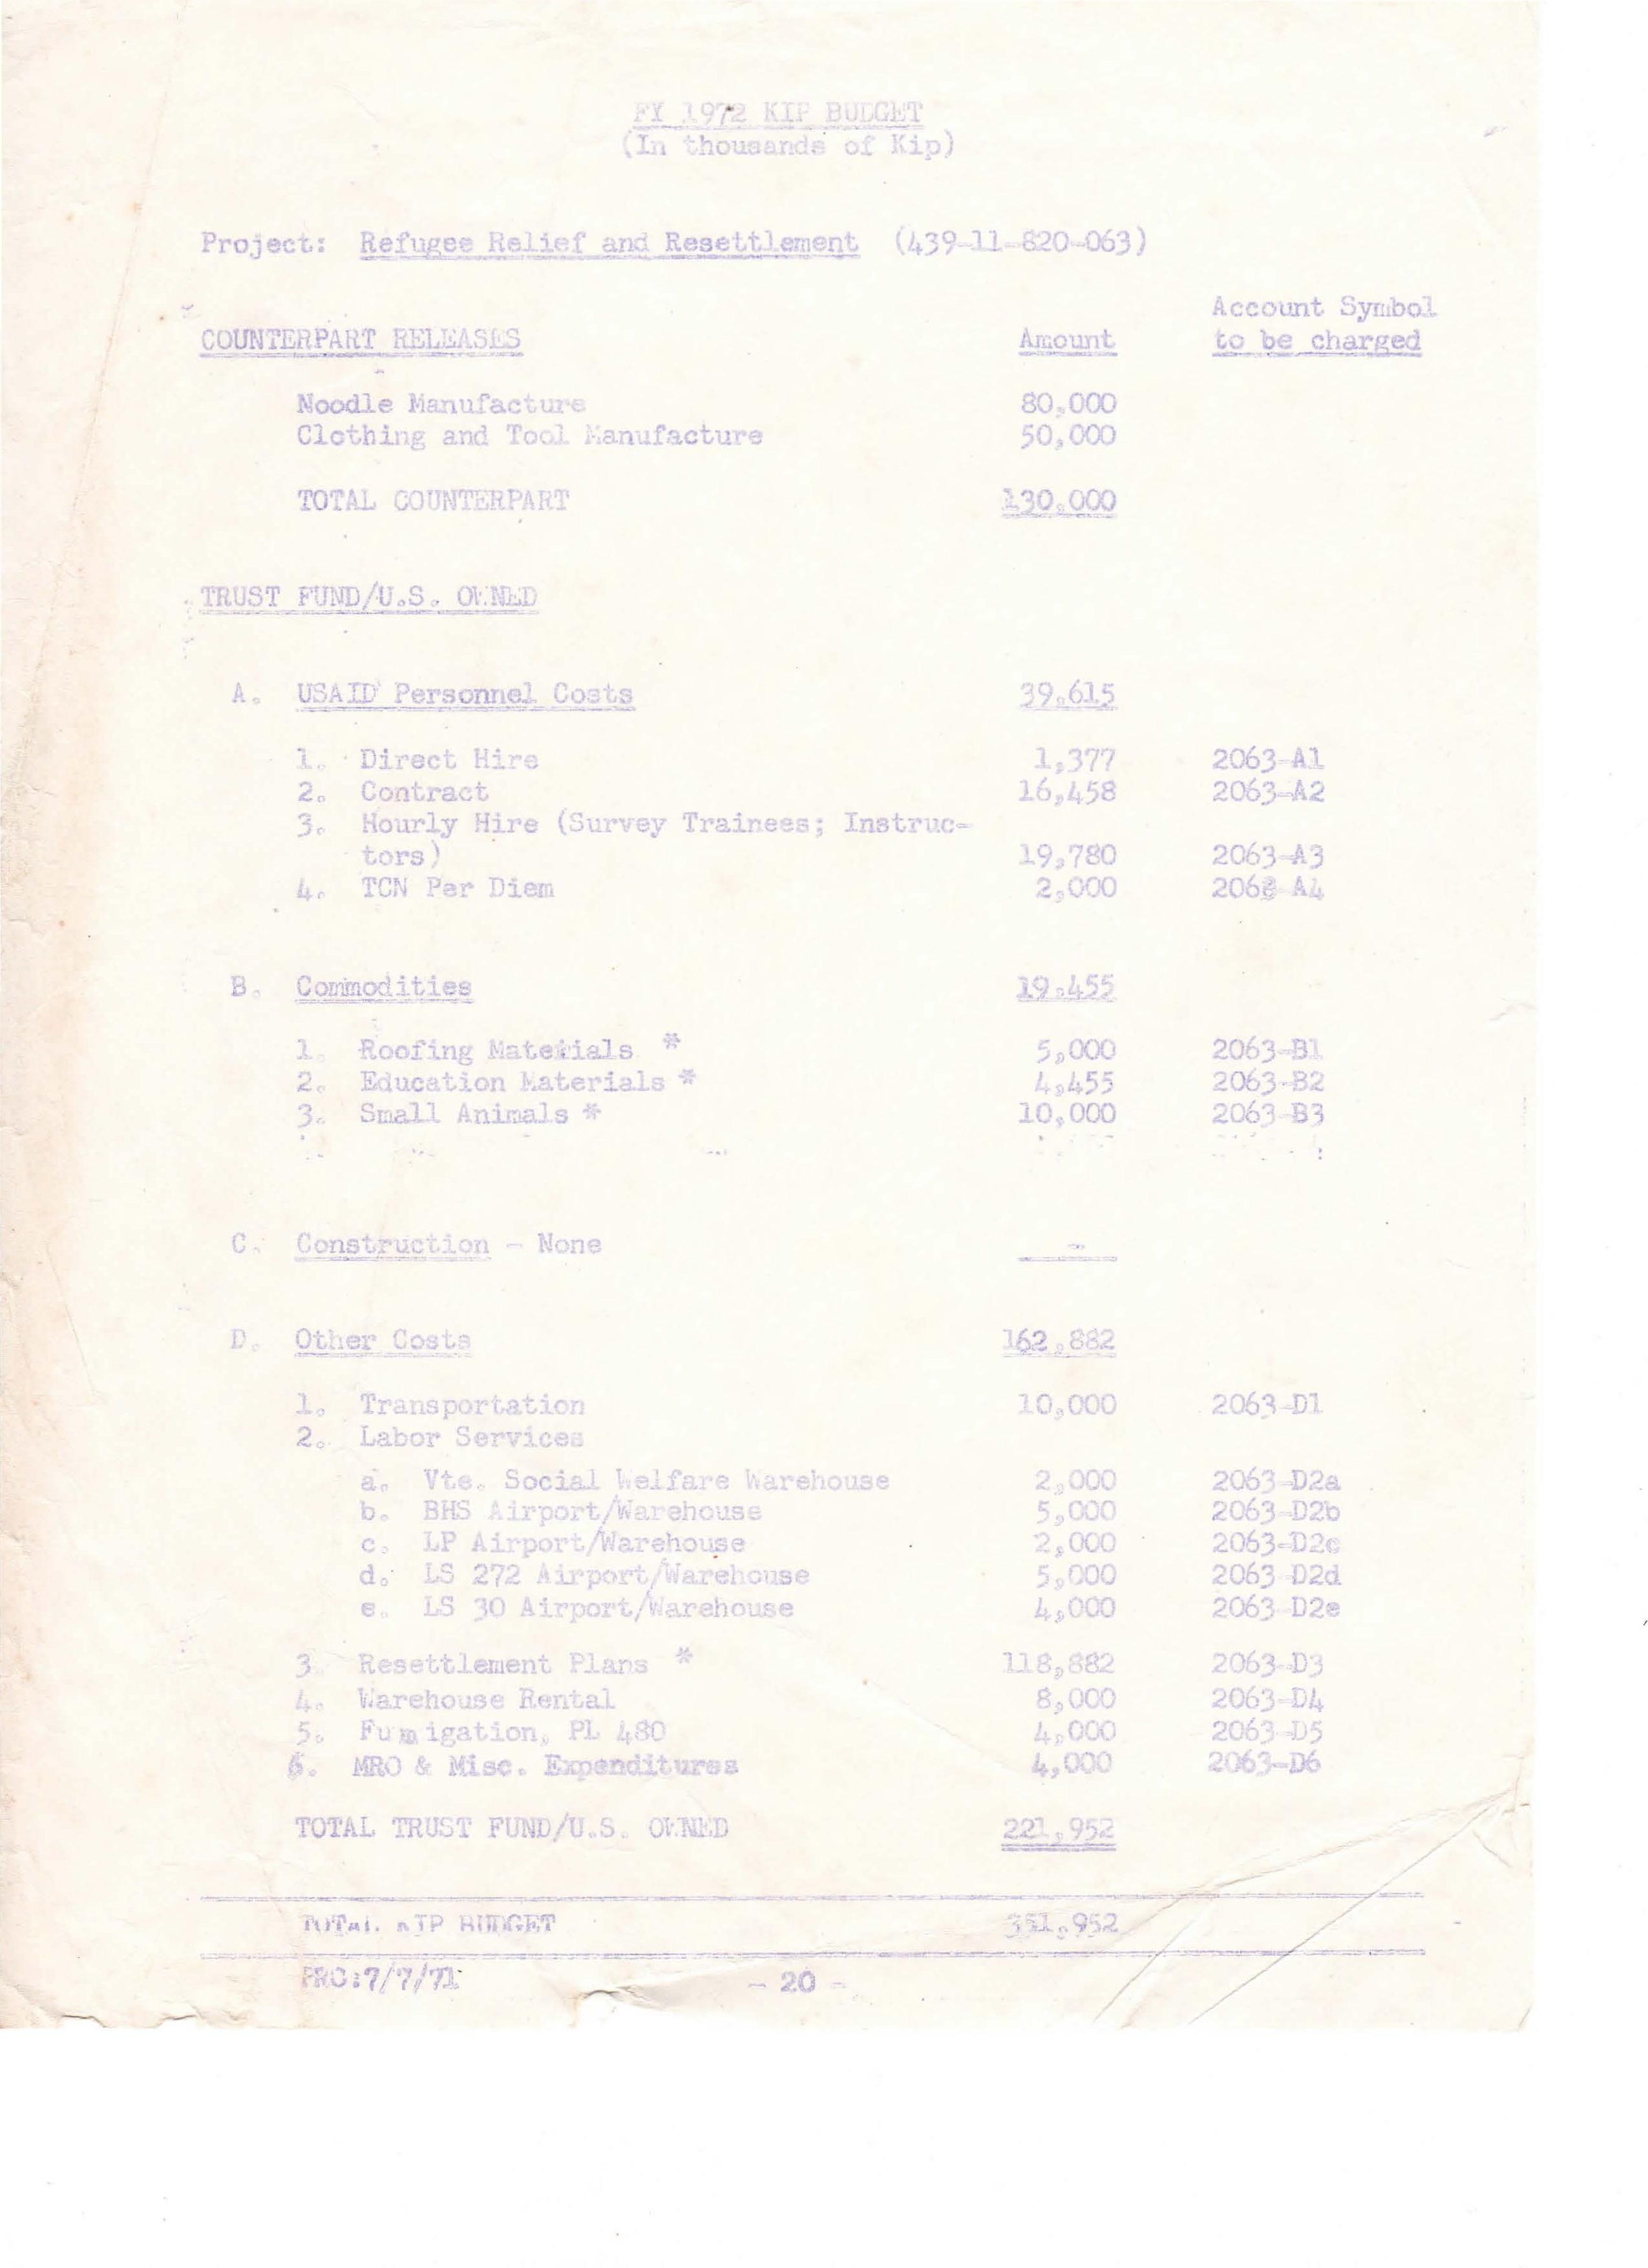 FY 1972 KIP BUDGET
(In thousands of Kip)
Project: Refugee Relief and Resettlement (439-11-820-063)
Account Symbol
COUNTERPART RELEASES Amount to be charged
Noodle Manufacture 80,000
Clothing and Tool Manufacture 50,000
TOTAL COUNTERPART 130,000
TRUST FUND/U.S. OWNED
A. USAID Personnel Costs 39,615
1. Direct Hire 1,377 2063-A1
2. Contract 16,458 2063-A2
3. Hourly Hire (Survey Trainees; Instruc-
tors) 19,780 2063-A3
4. TCN Per Diem 2,000 2063-A4
B. Commodities 19,455
1. Roofing Materials * 5,000 2063-B1
2. Education Materials * 4,455 2063-B2
3. Small Animals * 10,000 2063-B3
C. Construction - None -
D. Other Costs 162,882
1. Transportation 10,000 2063-D1
2. Labor Services
a. Vte. Social Welfare Warehouse 2,000 2063-D2a
b. BHS Airport/Warehouse 5,000 2063-D2b
c. LP Airport/Warehouse 2,000 2063-D2c
d. LS 272 Airport/Warehouse 5,000 2063-D2d
e. LS 30 Airport/Warehouse 4,000 2063-D2e
3. Resettlement Plans * 118,882 2063-D3
4. Warehouse Rental 8,000 2063-D4
5. Fumigation, PL 480 4,000 2063-D5
6. MRO & Misc. Expenditures 4,000 2063-D6
TOTAL TRUST FUND/U.S. OWNED 221,952
TOTAL KIP BUDGET 351,952
PRO:7/7/71 - 20 -